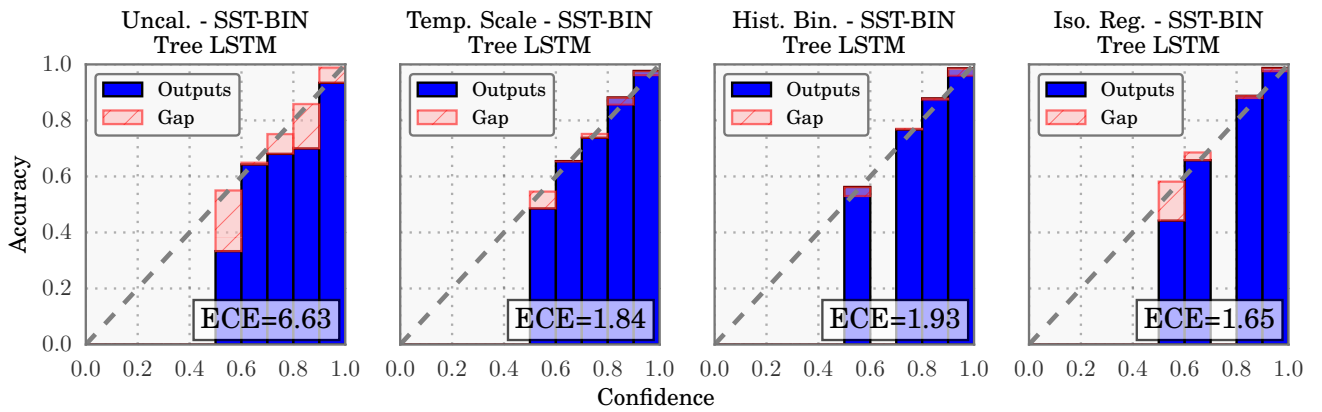 Uncal. - SST-BIN
Tree LSTM
Temp. Scale - SST-BIN
Tree LSTM
Hist. Bin. - SST-BIN
Tree LSTM
Iso. Reg. - SST-BIN
Tree LSTM
Accuracy
1.0
0.8
0.6
0.4
0.2
0.0
Outputs
Gap
ECE=6.63
0.0 0.2 0.4 0.6 0.8 1.0
Outputs
Gap
ECE=1.84
0.0 0.2 0.4 0.6 0.8 1.0
Outputs
Gap
ECE=1.93
0.0 0.2 0.4 0.6 0.8 1.0
Outputs
Gap
ECE=1.65
0.0 0.2 0.4 0.6 0.8 1.0
Confidence